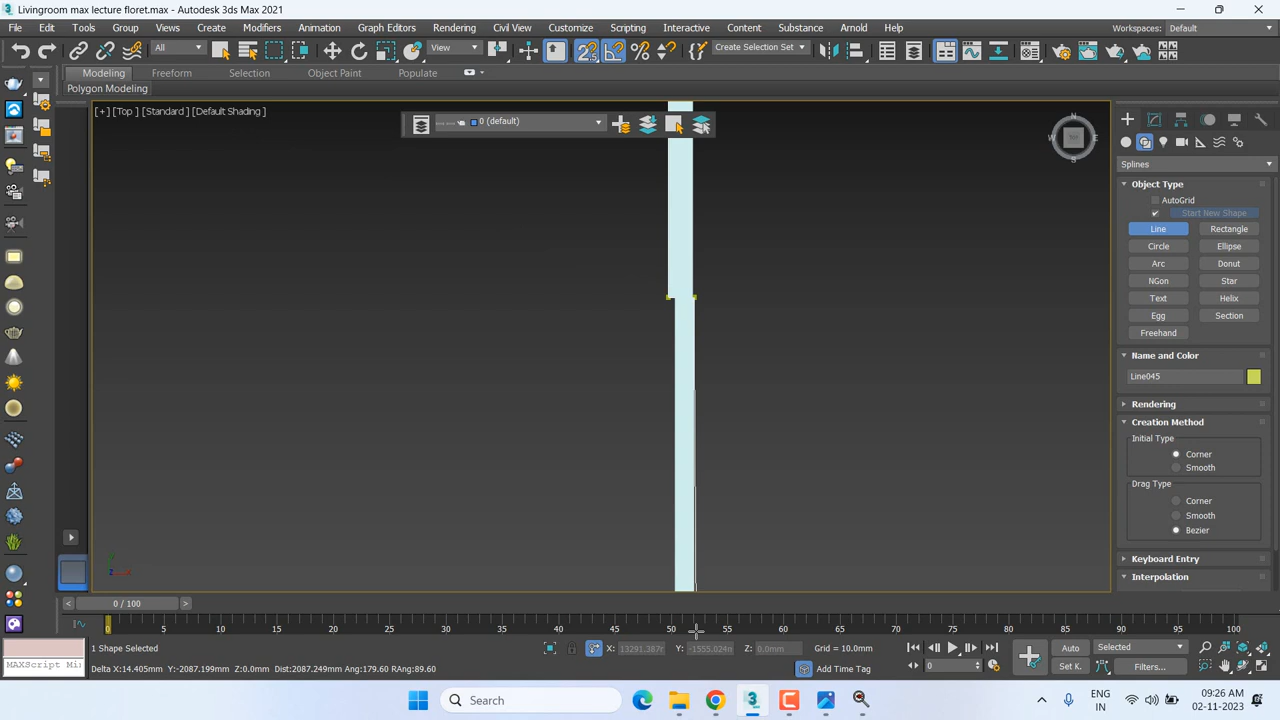 Livingroom max lecture floret.max - Autodesk 3ds Max 2021
File Edit Tools Group Views Create Modifiers Animation Graph Editors Rendering Civil View Customize Scripting Interactive Content Substance Arnold Help
Workspaces: Default
All
View
Create Selection Set
Modeling Freeform Selection Object Paint Populate
Polygon Modeling
[+] [Top ] [Standard ] [Default Shading ]
0 (default)
N
W E
S
Splines
Object Type
AutoGrid
Start New Shape
Line Rectangle
Circle Ellipse
Arc Donut
NGon Star
Text Helix
Egg Section
Freehand
Name and Color
Line045
Rendering
Creation Method
Initial Type
Corner
Smooth
Drag Type
Corner
Smooth
Bezier
Keyboard Entry
Interpolation
< 0 / 100 >
0 5 10 15 20 25 30 35 40 45 50 55 60 65 70 75 80 85 90 95 100
1 Shape Selected
X: 13291.387r Y: -1555.024n Z: 0.0mm Grid = 10.0mm
Auto Selected
MAXScript Mi
Delta X:14.405mm Y:-2087.199mm Z:0.0mm Dist:2087.249mm Ang:179.60 RAng:89.60
Add Time Tag
0
Set K. Filters...
Search
ENG
IN
09:26 AM
02-11-2023